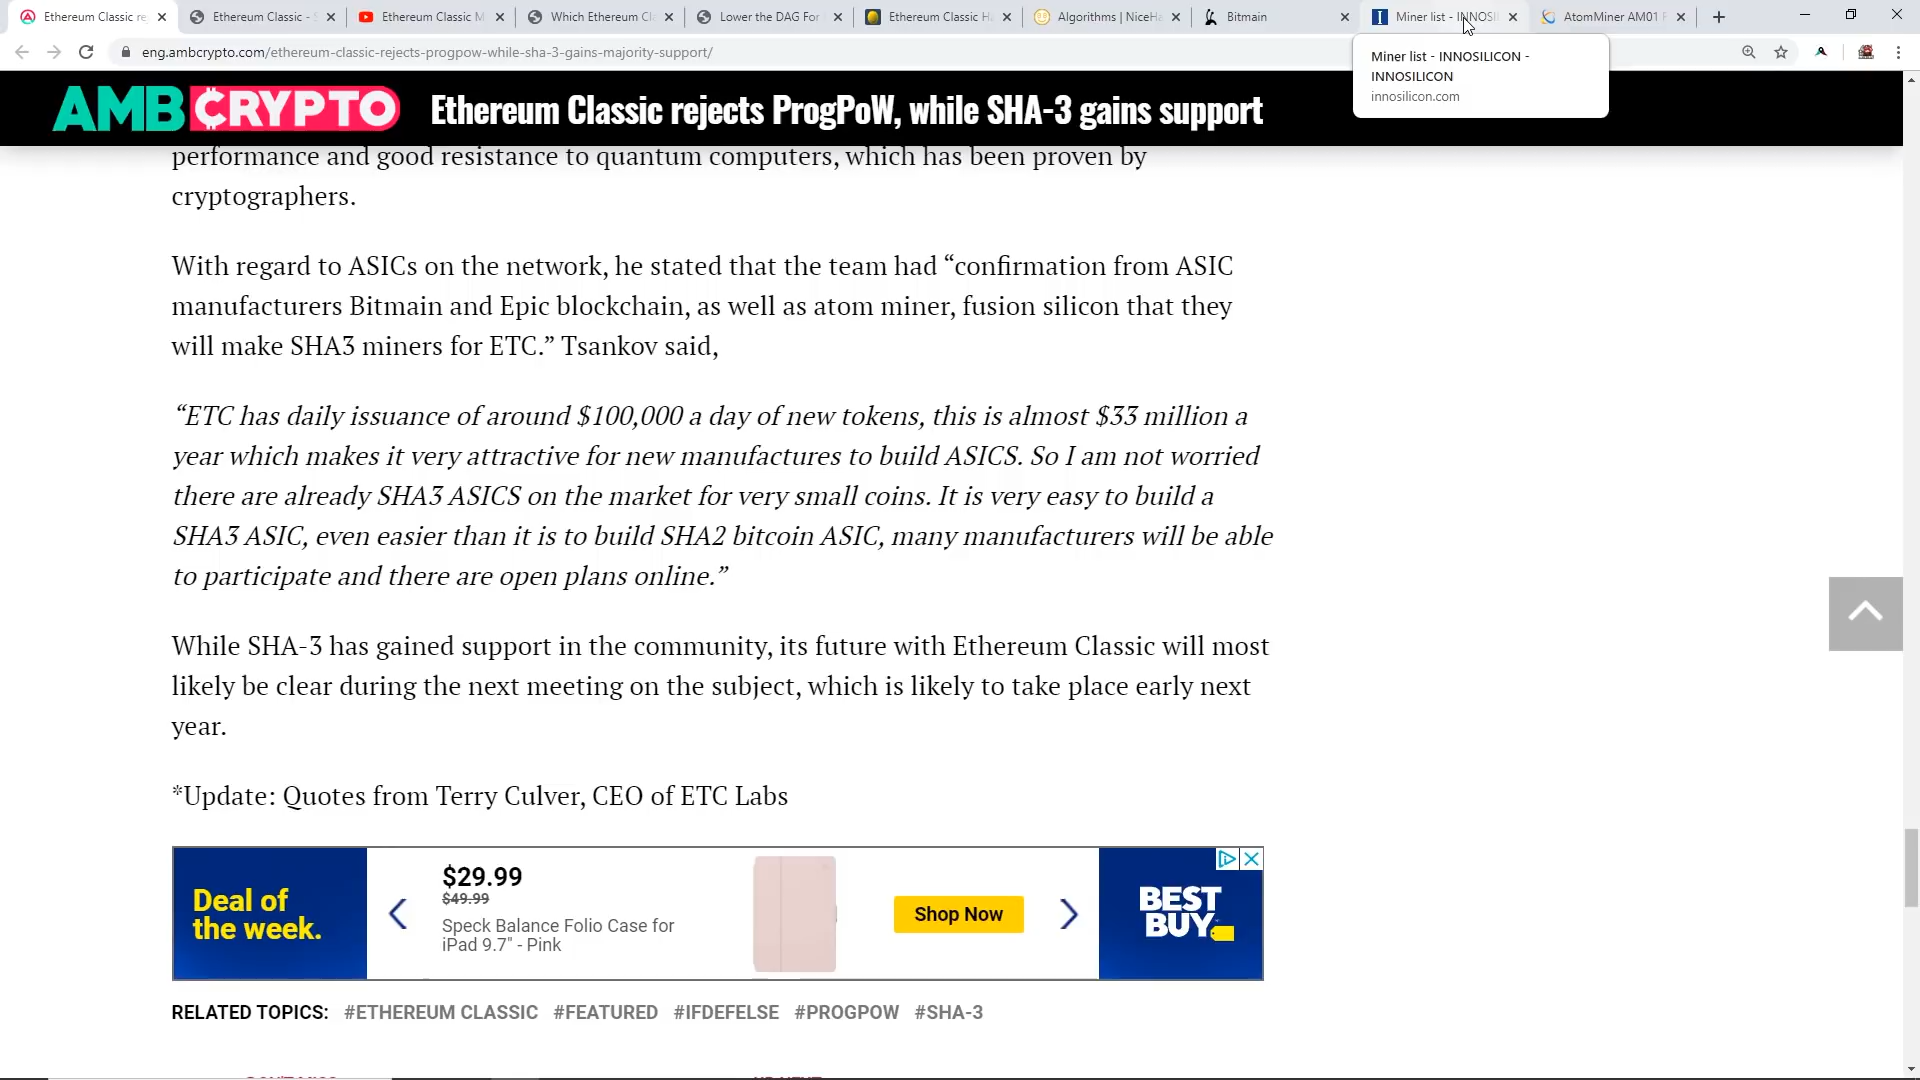 Ethereum Classic re
Ethereum Classic -
Ethereum Classic M
Which Ethereum Cl
Lower the DAG For
Ethereum Classic H
Algorithms | NiceHa
Bitmain
Miner list - INNOSI
AtomMiner AM01
eng.ambcrypto.com/ethereum-classic-rejects-progpow-while-sha-3-gains-majority-support/
Miner list - INNOSILICON -
INNOSILICON
innosilicon.com
AMBCRYPTO
Ethereum Classic rejects ProgPoW, while SHA-3 gains support
performance and good resistance to quantum computers, which has been proven by
cryptographers.
With regard to ASICs on the network, he stated that the team had “confirmation from ASIC
manufacturers Bitmain and Epic blockchain, as well as atom miner, fusion silicon that they
will make SHA3 miners for ETC.” Tsankov said,
“ETC has daily issuance of around $100,000 a day of new tokens, this is almost $33 million a
year which makes it very attractive for new manufactures to build ASICS. So I am not worried
there are already SHA3 ASICS on the market for very small coins. It is very easy to build a
SHA3 ASIC, even easier than it is to build SHA2 bitcoin ASIC, many manufacturers will be able
to participate and there are open plans online.”
While SHA-3 has gained support in the community, its future with Ethereum Classic will most
likely be clear during the next meeting on the subject, which is likely to take place early next
year.
*Update: Quotes from Terry Culver, CEO of ETC Labs
Deal of
the week.
$29.99
$49.99
Speck Balance Folio Case for
iPad 9.7" - Pink
Shop Now
BEST
BUY
RELATED TOPICS: #ETHEREUM CLASSIC #FEATURED #IFDEFELSE #PROGPOW #SHA-3